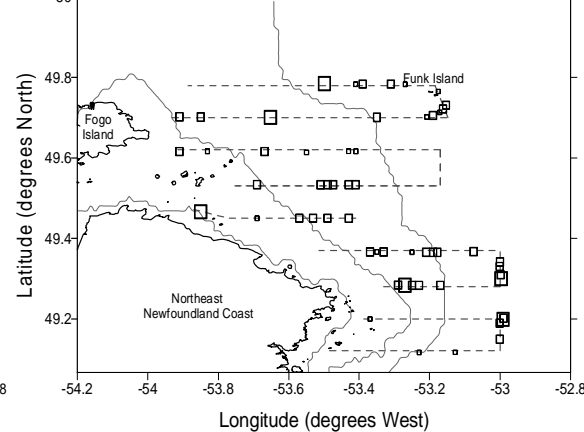 49.8
Funk Island
Fogo
Island
49.6
Latitude (degrees North)
49.4
Northeast
Newfoundland Coast
49.2
8
-54.2 -54 -53.8 -53.6 -53.4 -53.2 -53 -52.8
Longitude (degrees West)